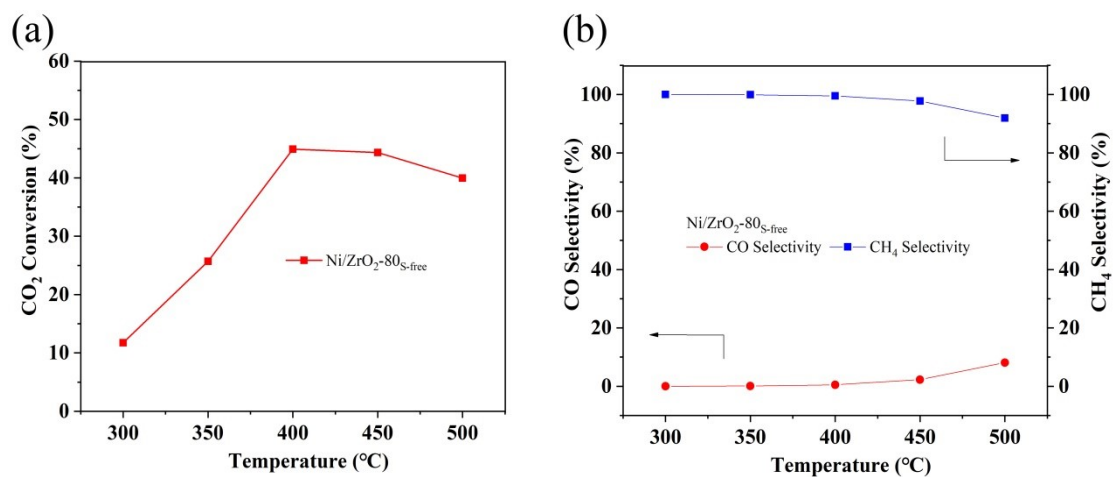 (a)
60
50
40
30
20
10
0
CO₂ Conversion (%)
Ni/ZrO₂-80S-free
300 350 400 450 500
Temperature (℃)
(b)
100
80
60
40
20
0
CO Selectivity (%)
Ni/ZrO₂-80S-free
CO Selectivity CH₄ Selectivity
100
80
60
40
20
0
CH₄ Selectivity (%)
300 350 400 450 500
Temperature (℃)